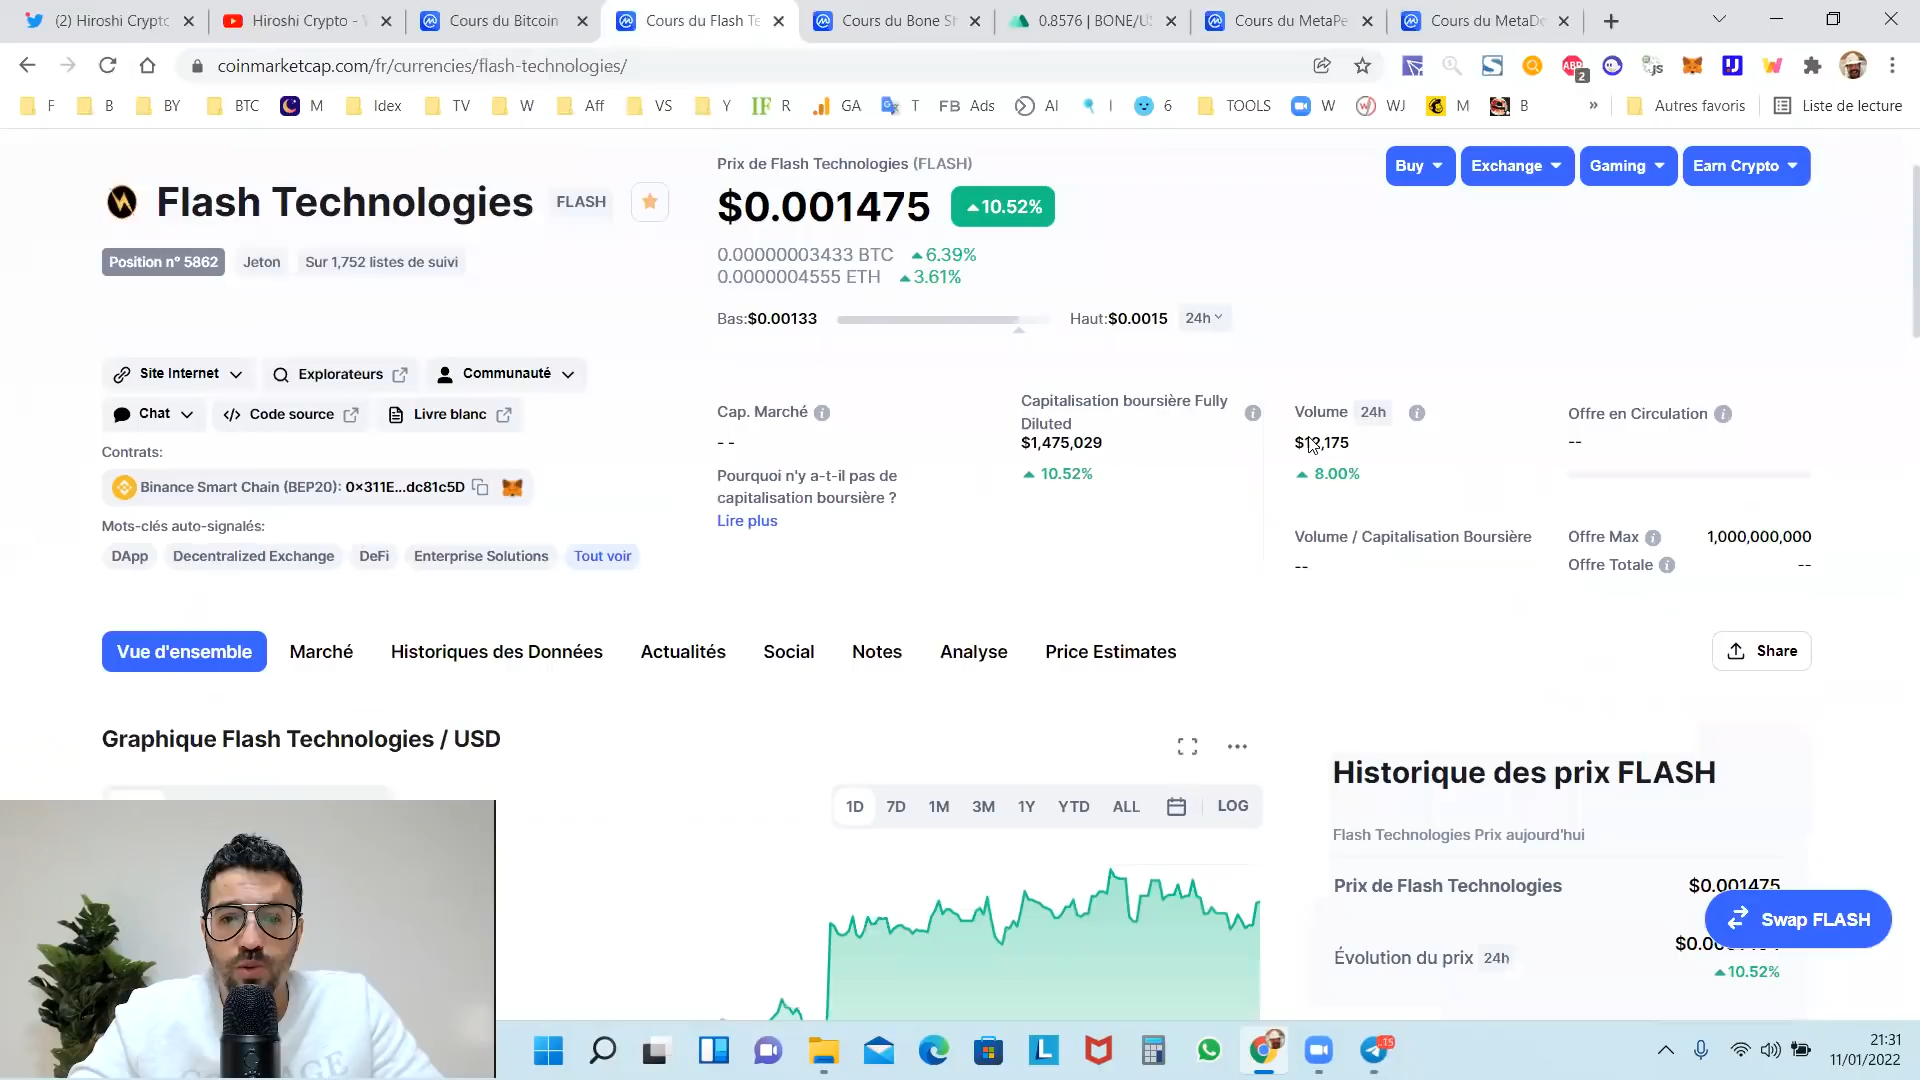 (2) Hiroshi Crypto
Hiroshi Crypto -
Cours du Bitcoin
Cours du Flash Te
Cours du Bone Sh
0.8576 | BONE/U
Cours du MetaPe
Cours du MetaDo
coinmarketcap.com/fr/currencies/flash-technologies/
F
B
BY
BTC
M
Idex
TV
W
Aff
VS
Y
IF R
GA
T
FB Ads
AI
I
6
TOOLS
W
WJ
M
B
»
Autres favoris
Liste de lecture
Flash Technologies FLASH
Position n° 5862
Jeton
Sur 1,752 listes de suivi
Prix de Flash Technologies (FLASH)
$0.001475
10.52%
0.00000003433 BTC 6.39%
0.0000004555 ETH 3.61%
Bas:$0.00133
Haut:$0.0015
24h
Buy
Exchange
Gaming
Earn Crypto
Site Internet
Explorateurs
Communauté
Chat
Code source
Livre blanc
Contrats:
Binance Smart Chain (BEP20): 0×311E...dc81c5D
Mots-clés auto-signalés:
DApp
Decentralized Exchange
DeFi
Enterprise Solutions
Tout voir
Cap. Marché
- -
Pourquoi n'y a-t-il pas de
capitalisation boursière ?
Lire plus
Capitalisation boursière Fully
Diluted
$1,475,029
10.52%
Volume 24h
8.00%
Volume / Capitalisation Boursière
--
Offre en Circulation
--
Offre Max 1,000,000,000
Offre Totale --
Vue d'ensemble
Marché
Historiques des Données
Actualités
Social
Notes
Analyse
Price Estimates
Share
Graphique Flash Technologies / USD
1D
7D
1M
3M
1Y
YTD
ALL
LOG
Historique des prix FLASH
Flash Technologies Prix aujourd'hui
Prix de Flash Technologies $0.001475
Évolution du prix 24h
10.52%
Swap FLASH
21:31
11/01/2022